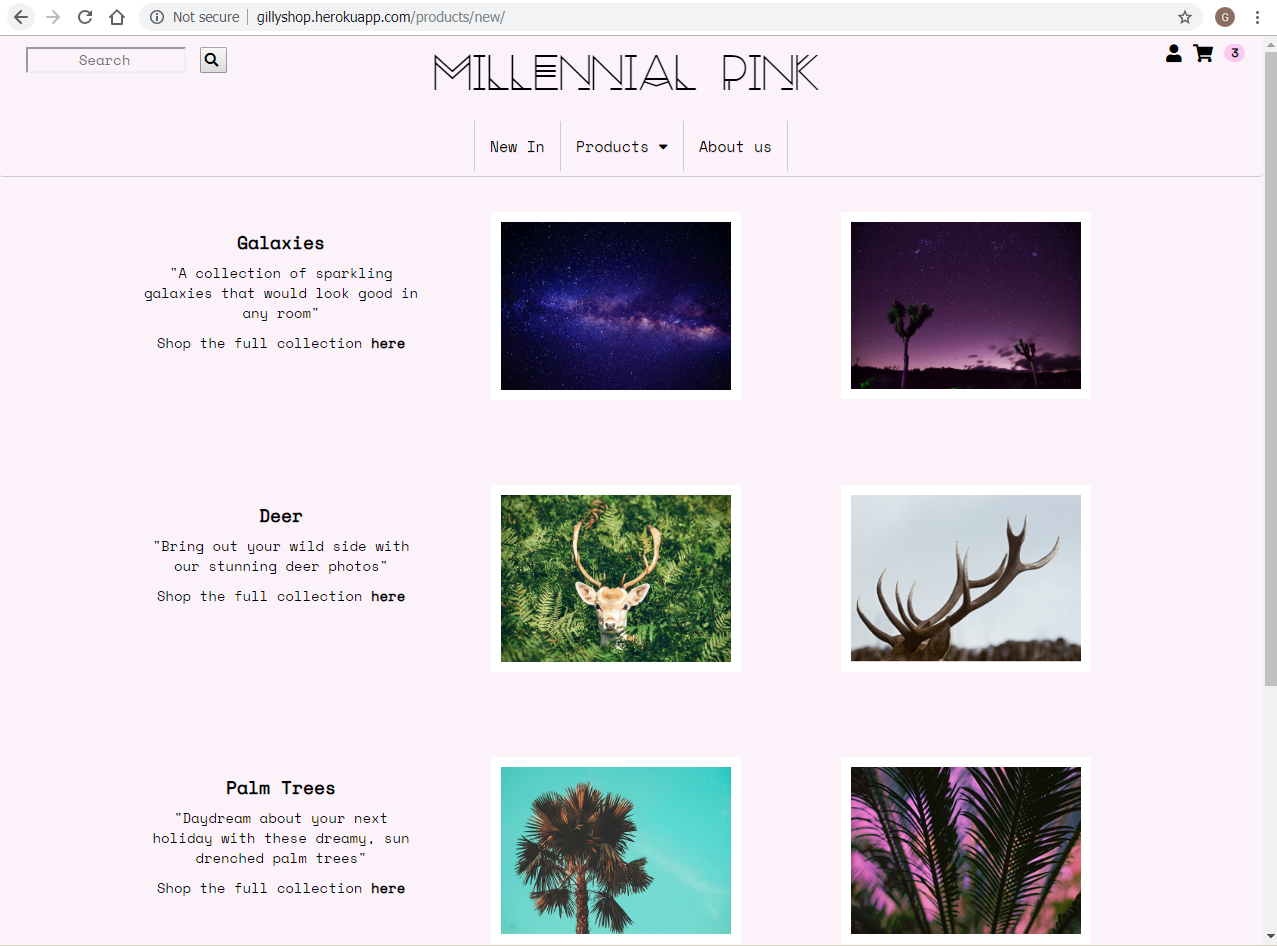 Not secure
gillyshop.herokuapp.com/products/new/
G
Search
MILLENNIAL PINK
3
New In
Products
About us
Galaxies
"A collection of sparkling
galaxies that would look good in
any room"
Shop the full collection here
Deer
"Bring out your wild side with
our stunning deer photos"
Shop the full collection here
Palm Trees
"Daydream about your next
holiday with these dreamy, sun
drenched palm trees"
Shop the full collection here